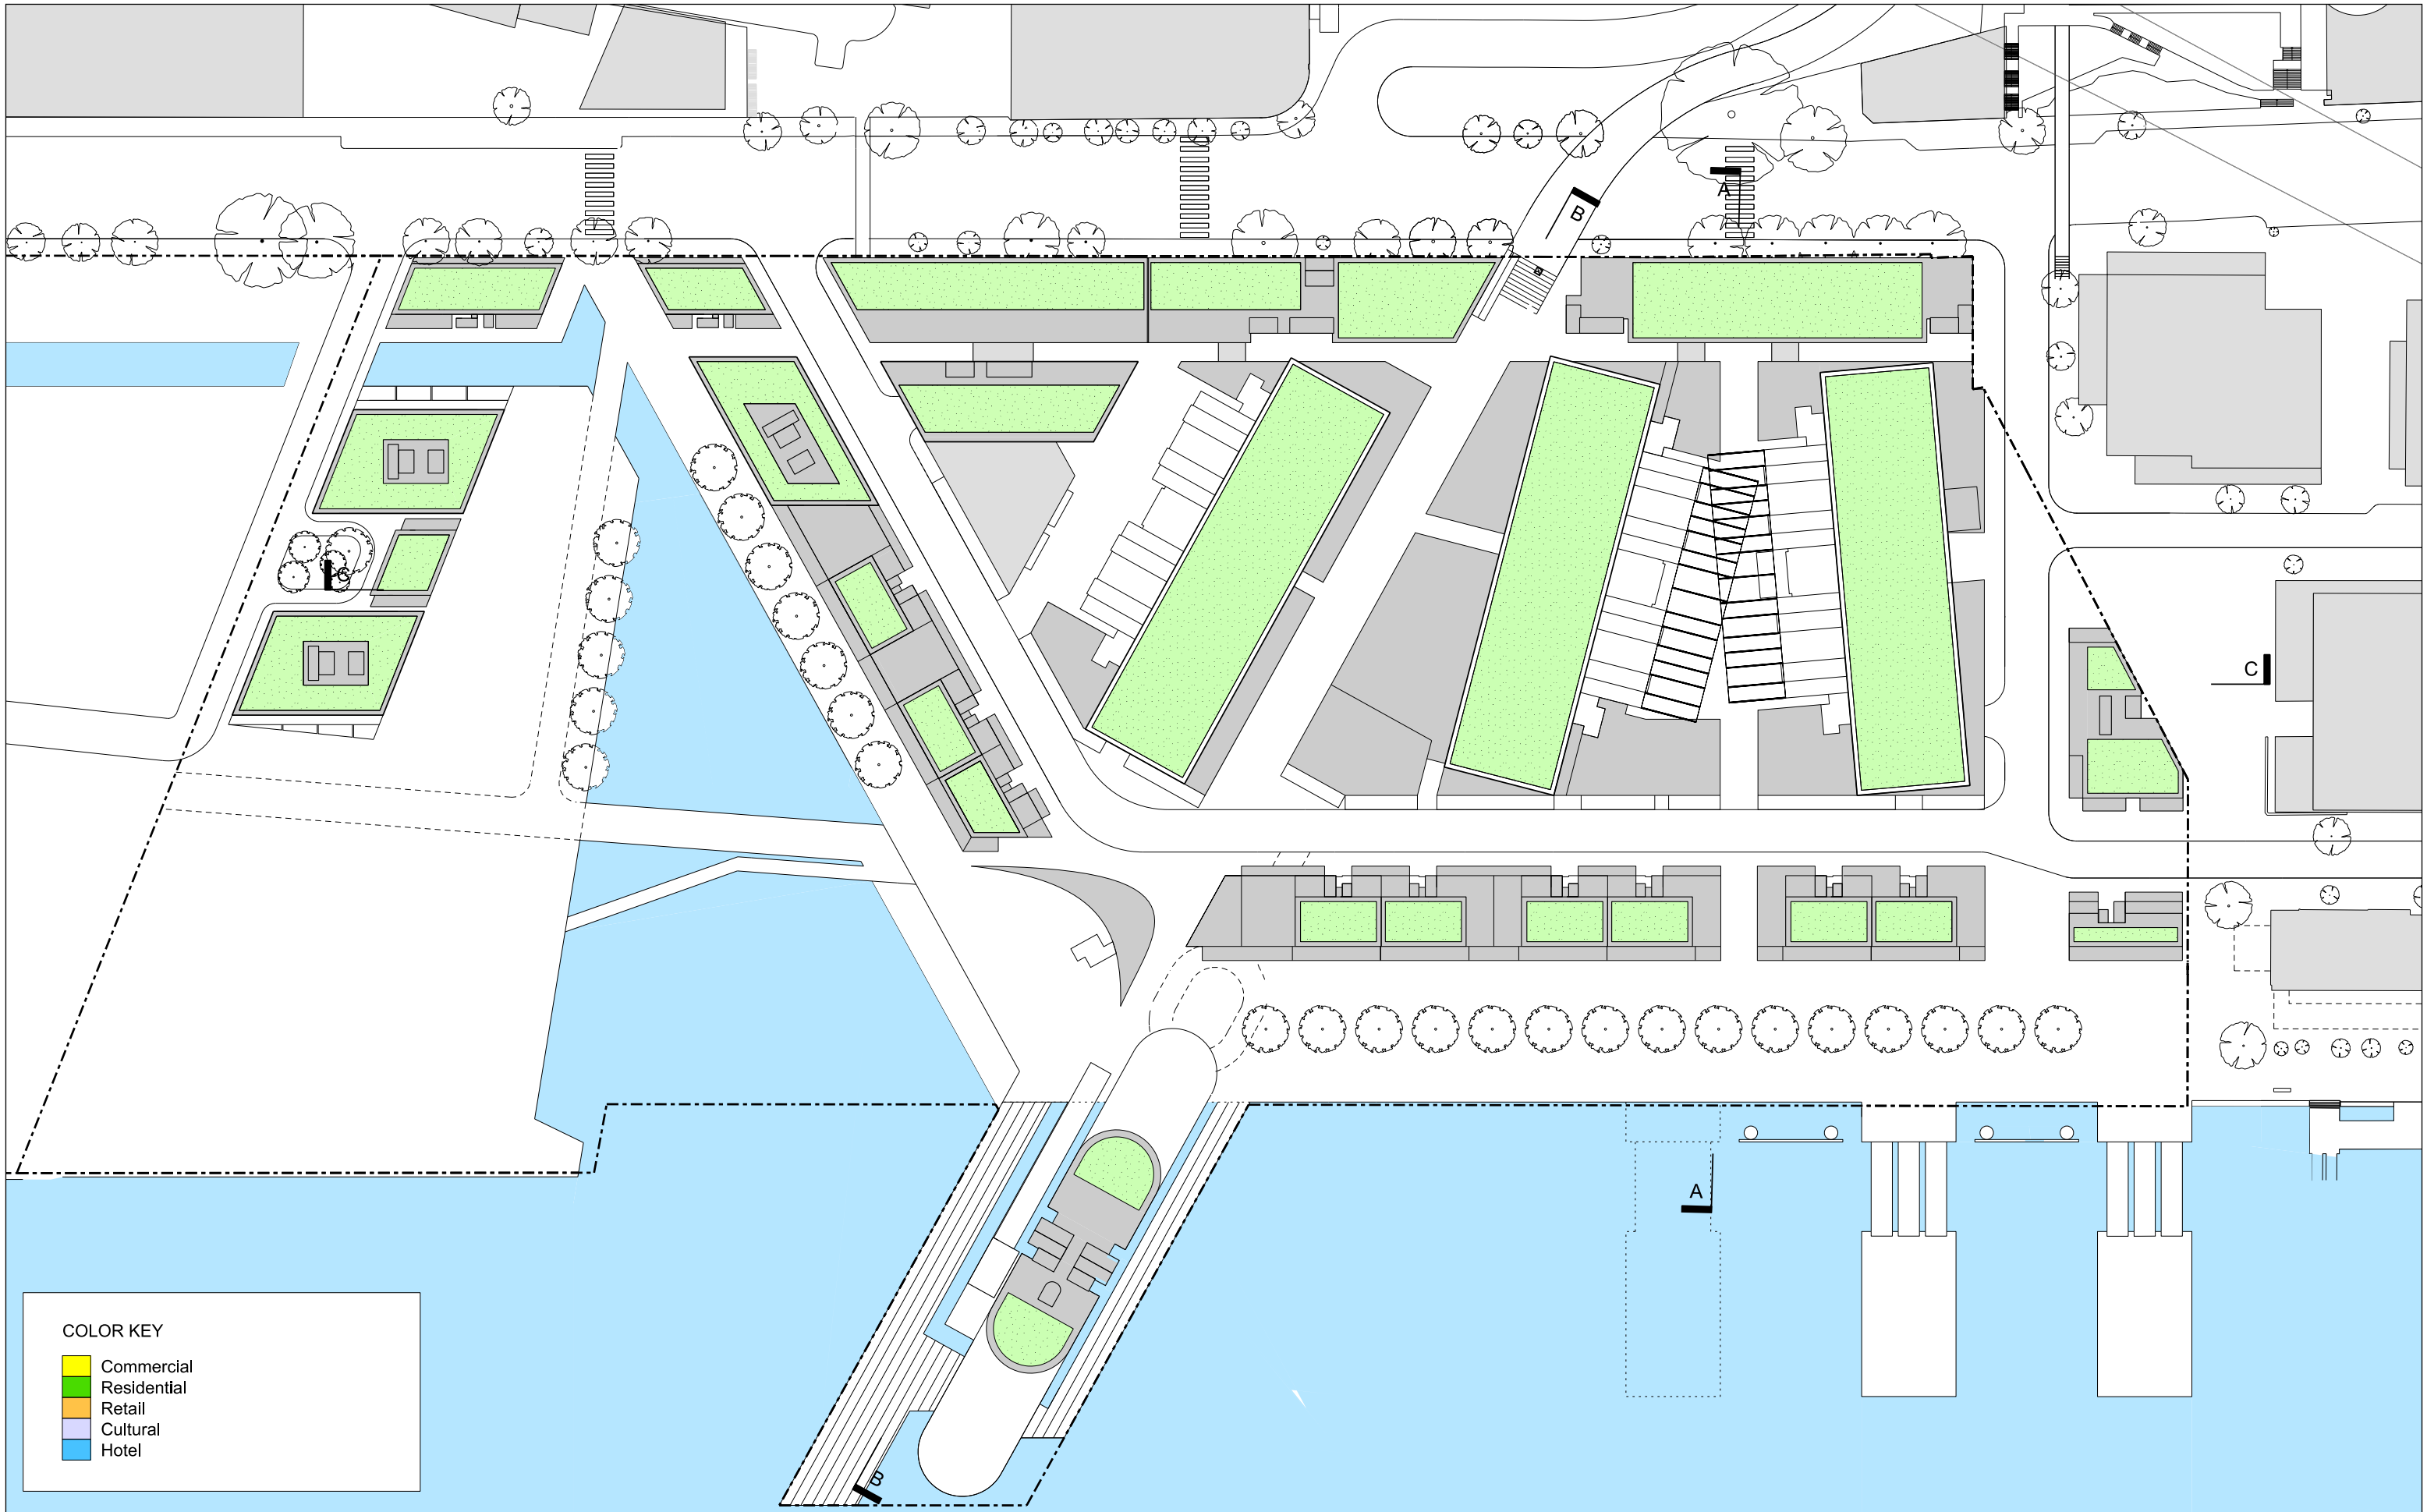 A
B
C
C
A
B
COLOR KEY
Commercial
Residential
Retail
Cultural
Hotel